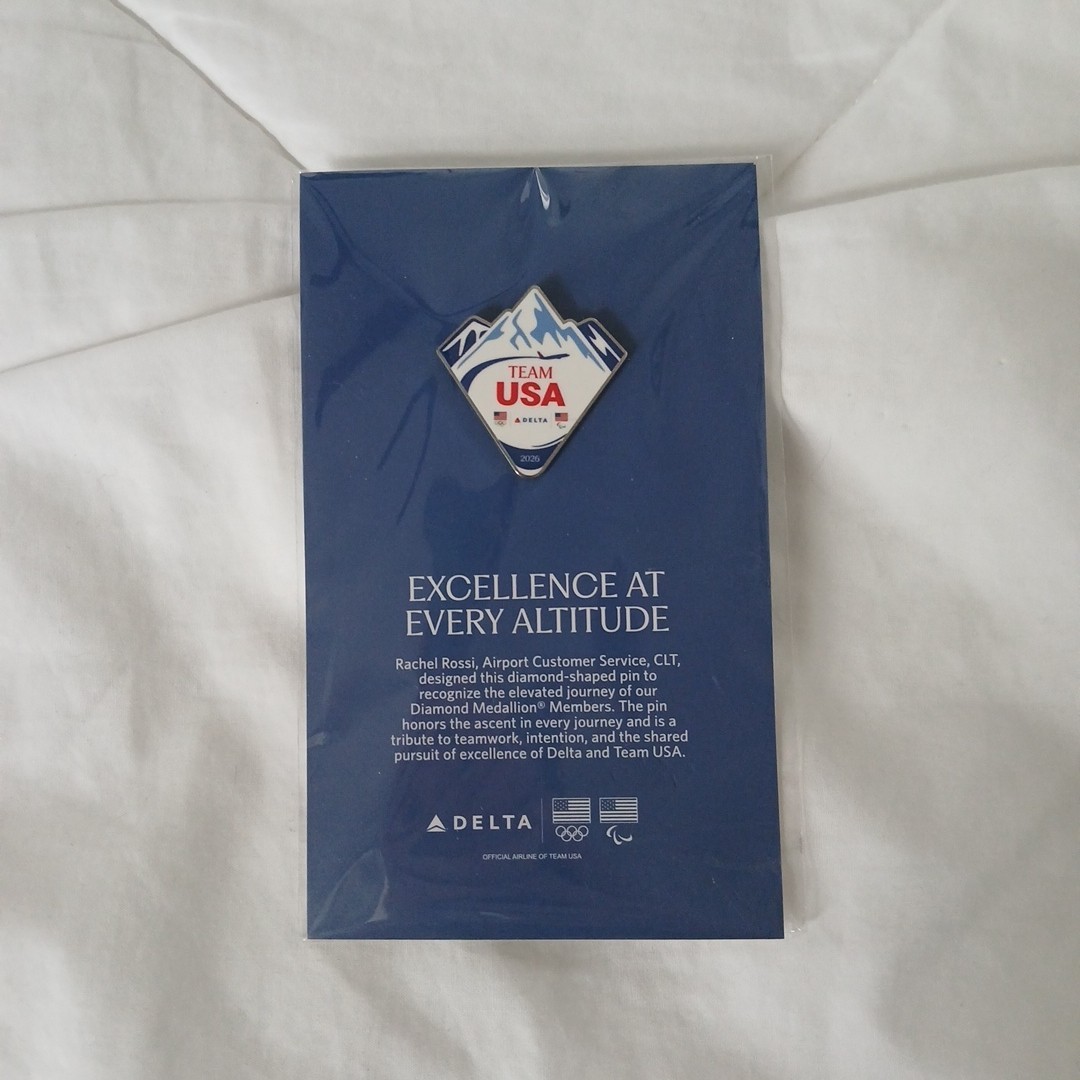 TEAM
USA
DELTA
2026
EXCELLENCE AT
EVERY ALTITUDE
Rachel Rossi, Airport Customer Service, CLT,
designed this diamond-shaped pin to
recognize the elevated journey of our
Diamond Medallion® Members. The pin
honors the ascent in every journey and is a
tribute to teamwork, intention, and the shared
pursuit of excellence of Delta and Team USA.
DELTA
OFFICIAL AIRLINE OF TEAM USA